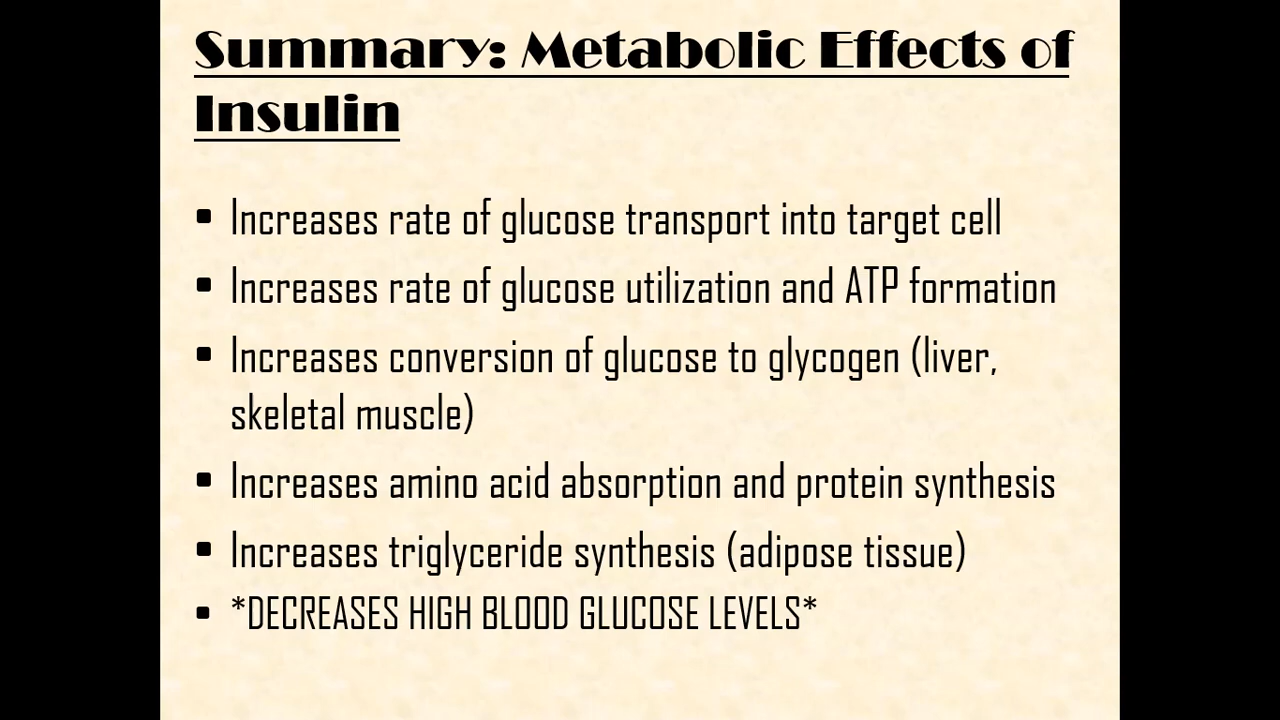 Summary: Metabolic Effects of
Insulin
▪ Increases rate of glucose transport into target cell
▪ Increases rate of glucose utilization and ATP formation
▪ Increases conversion of glucose to glycogen (liver,
skeletal muscle)
▪ Increases amino acid absorption and protein synthesis
▪ Increases triglyceride synthesis (adipose tissue)
▪ *DECREASES HIGH BLOOD GLUCOSE LEVELS*